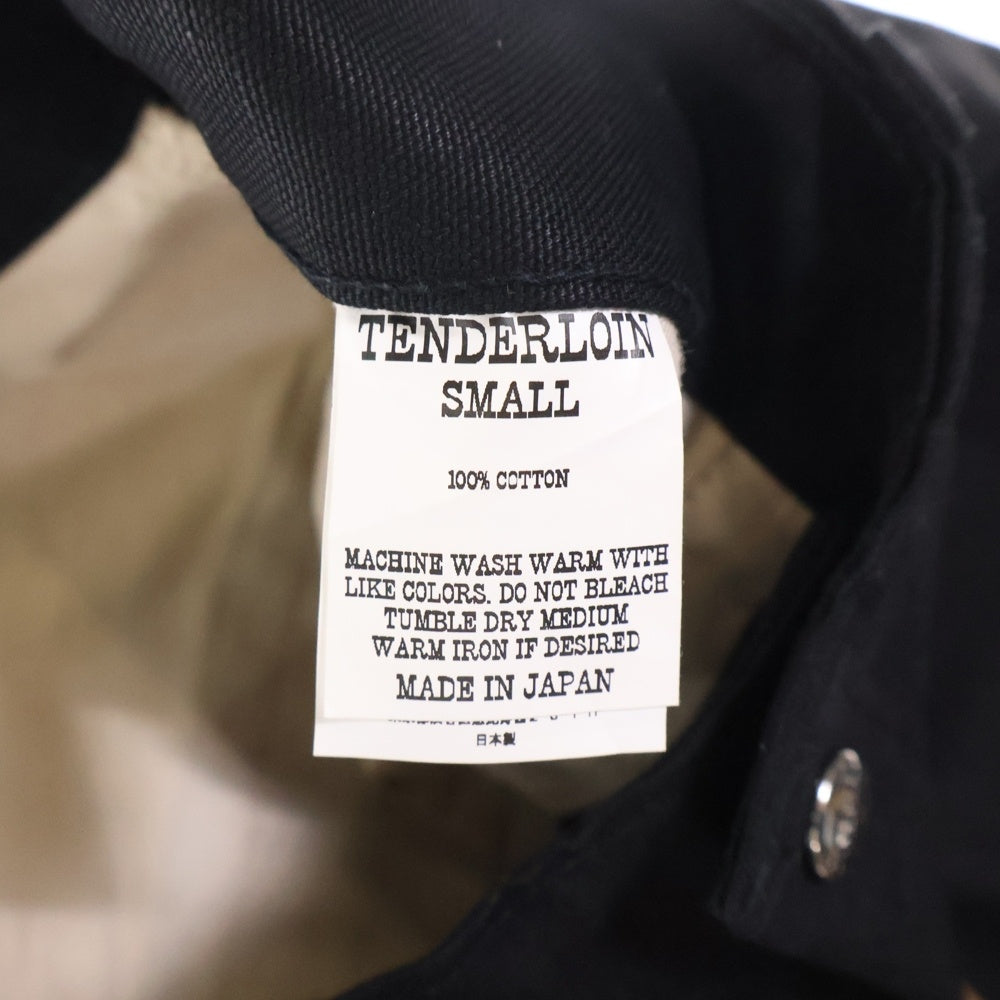 TENDERLOIN
SMALL
100% COTTON
MACHINE WASH WARM WITH
LIKE COLORS. DO NOT BLEACH
TUMBLE DRY MEDIUM
WARM IRON IF DESIRED
MADE IN JAPAN
日本製